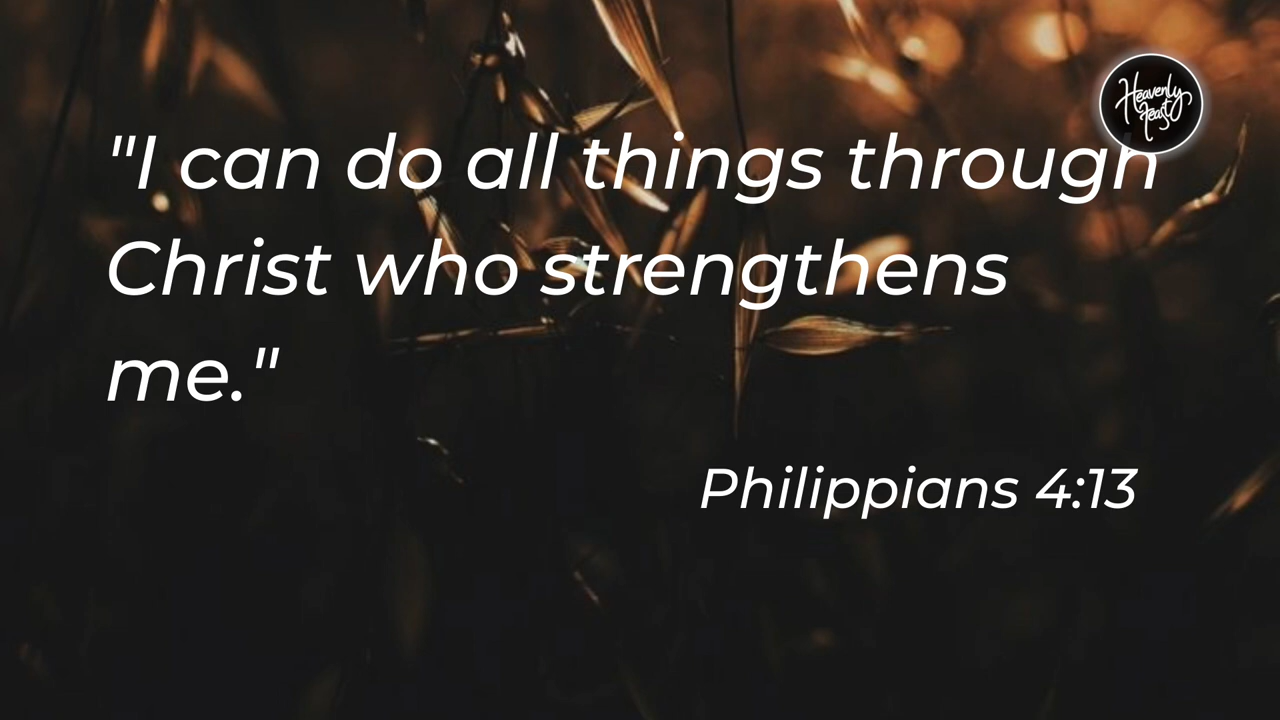 Heavenly
feast
"I can do all things through
Christ who strengthens
me."
Philippians 4:13